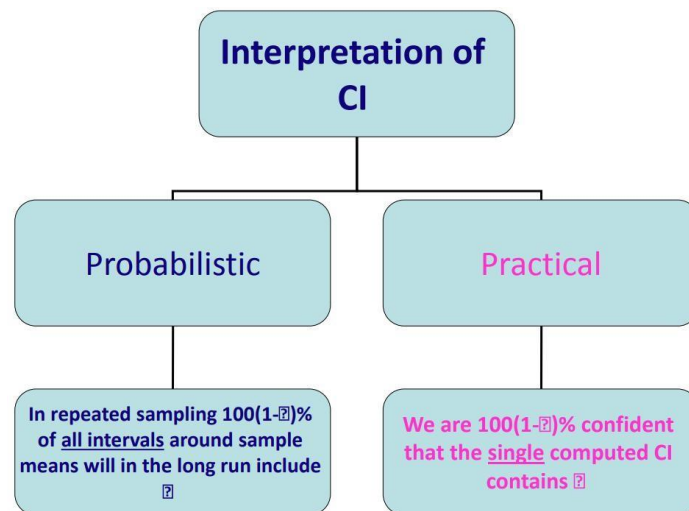 Interpretation of
CI
Probabilistic
Practical
In repeated sampling 100(1-⍰)%
of all intervals around sample
means will in the long run include
⍰
We are 100(1-⍰)% confident
that the single computed CI
contains ⍰